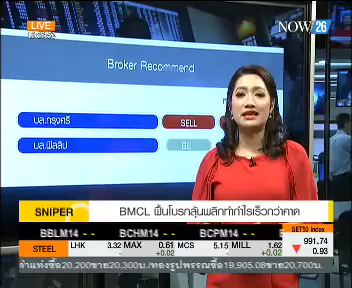 LIVE
NOW 26
Broker Recommend
บล.กรุงศรี SELL
บล.ฟิลลิป
SNIPER BMCL ฟื้นโบรกลุ้นพลิกทำกำไรเร็วกว่าคาด
BBLM14 - - BCHM14 - - BCPM14 - -
SET50 Index
991.74
0.93
STEEL LHK 3.32 MAX 0.61 MCS 5.15 MILL 1.62
+0.02 +0.02
แท่งซื้อ20,200ขาย20,300บ./ทองรูปพรรณซื้อ19,905.08ขาย20,700บ.